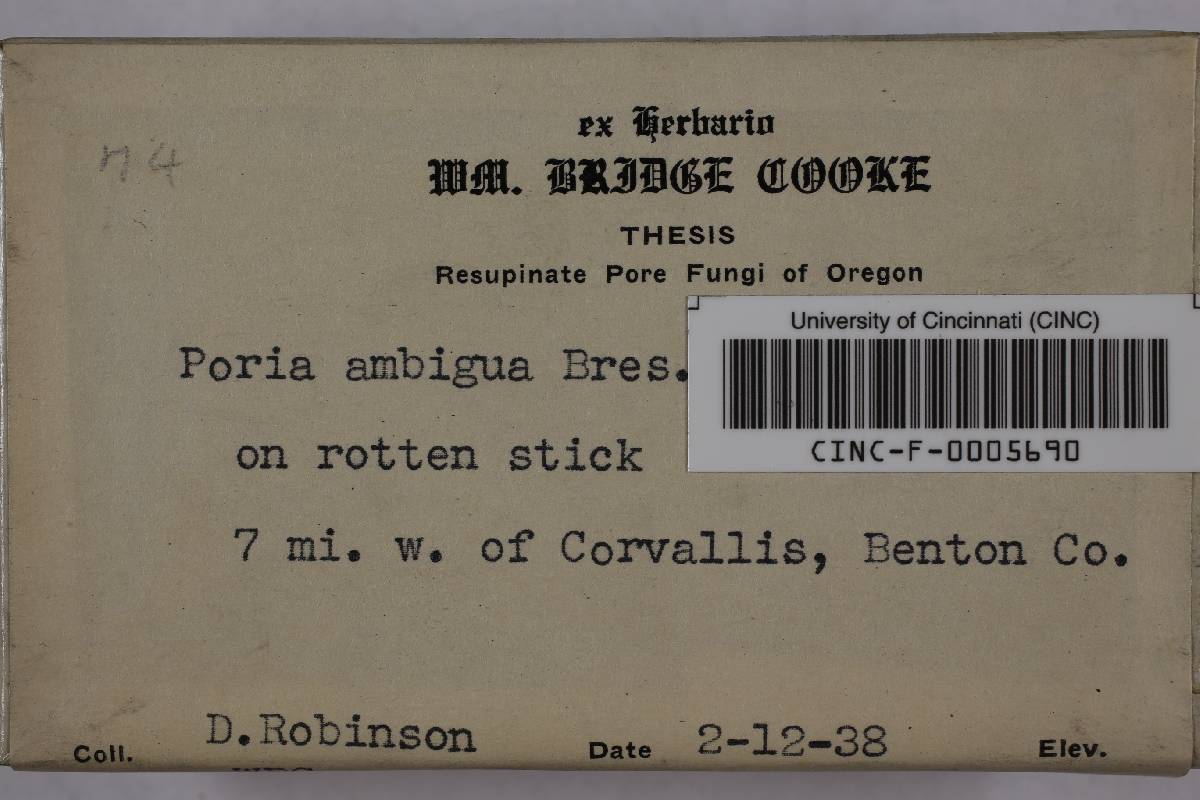 ex Herbario
WM. BRIDGE COOKE
THESIS
Resupinate Pore Fungi of Oregon
University of Cincinnati (CINC)
CINC-F-0005690
Poria ambigua Bres.
on rotten stick
7 mi. w. of Corvallis, Benton Co.
Coll. D.Robinson Date 2-12-38 Elev.